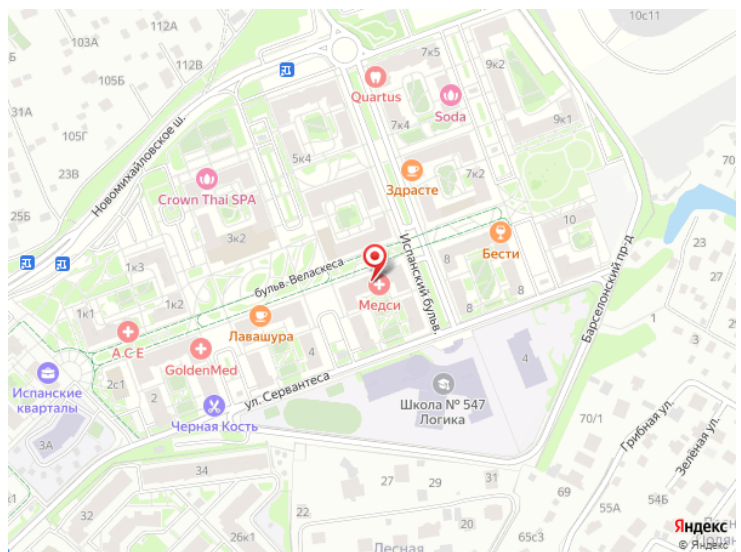 10с11
112А
103А
7к5
9к2
112В
Quartus
105Б
Soda
31А
9к1
7к4
105Г
5к4
Новомихайловское ш.
70
23В
Здрасте
7к2
Crown Thai SPA
25Б
10
3к2
Испанский бульв.
Бести
23
бульв. Веласкеса
27
8
1к3
Медси
8
8
Барселонский пр-д
1к2
1к1
Лавашура
1
3
А С Е
GoldenMed
4
4
2с1
ул. Сервантеса
Испанские
кварталы
2
Школа № 547
Логика
Черная Кость
70/1
Грибная ул.
3А
Зелёная ул.
34
31
27
29
69
54Б
55А
22
32
20
65с3
26к1
Лесная
Яндекс
© Яндекс